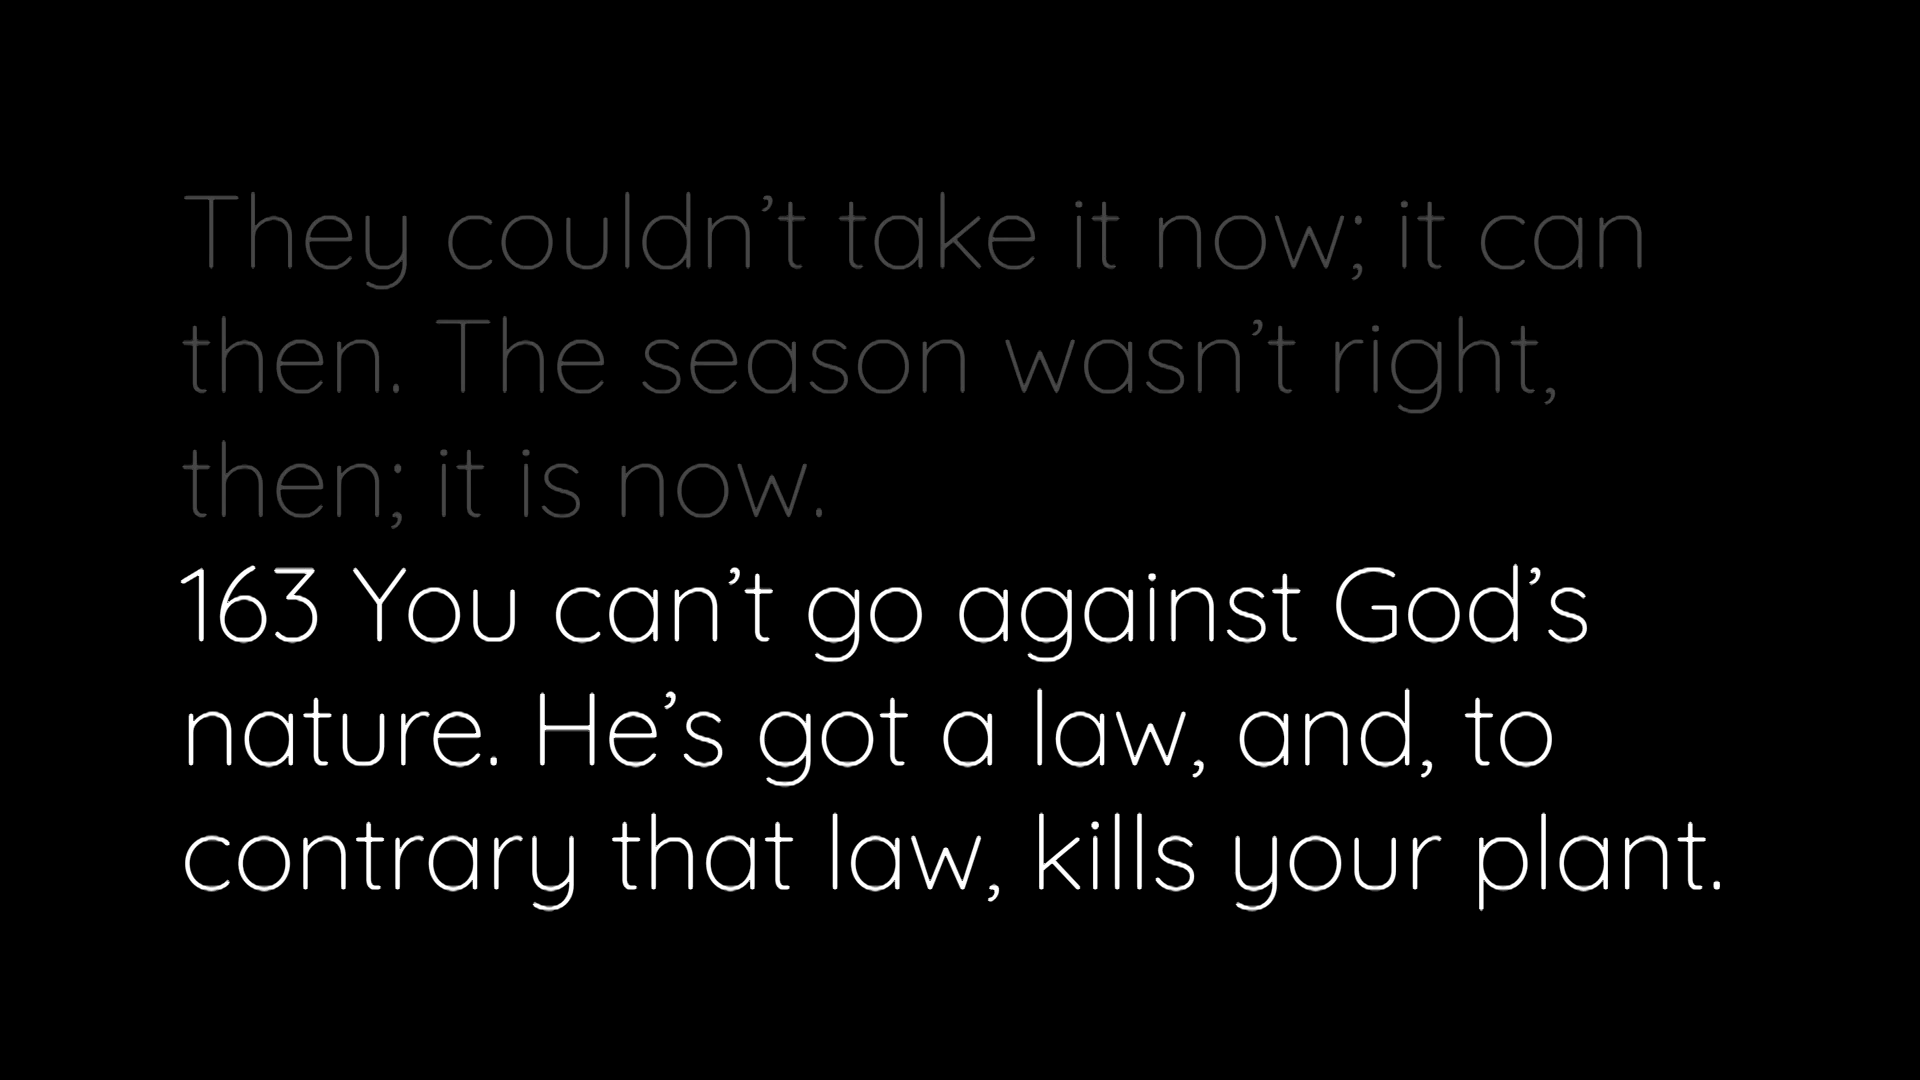 They couldn’t take it now; it can
then. The season wasn’t right,
then; it is now.
163 You can’t go against God’s
nature. He’s got a law, and, to
contrary that law, kills your plant.